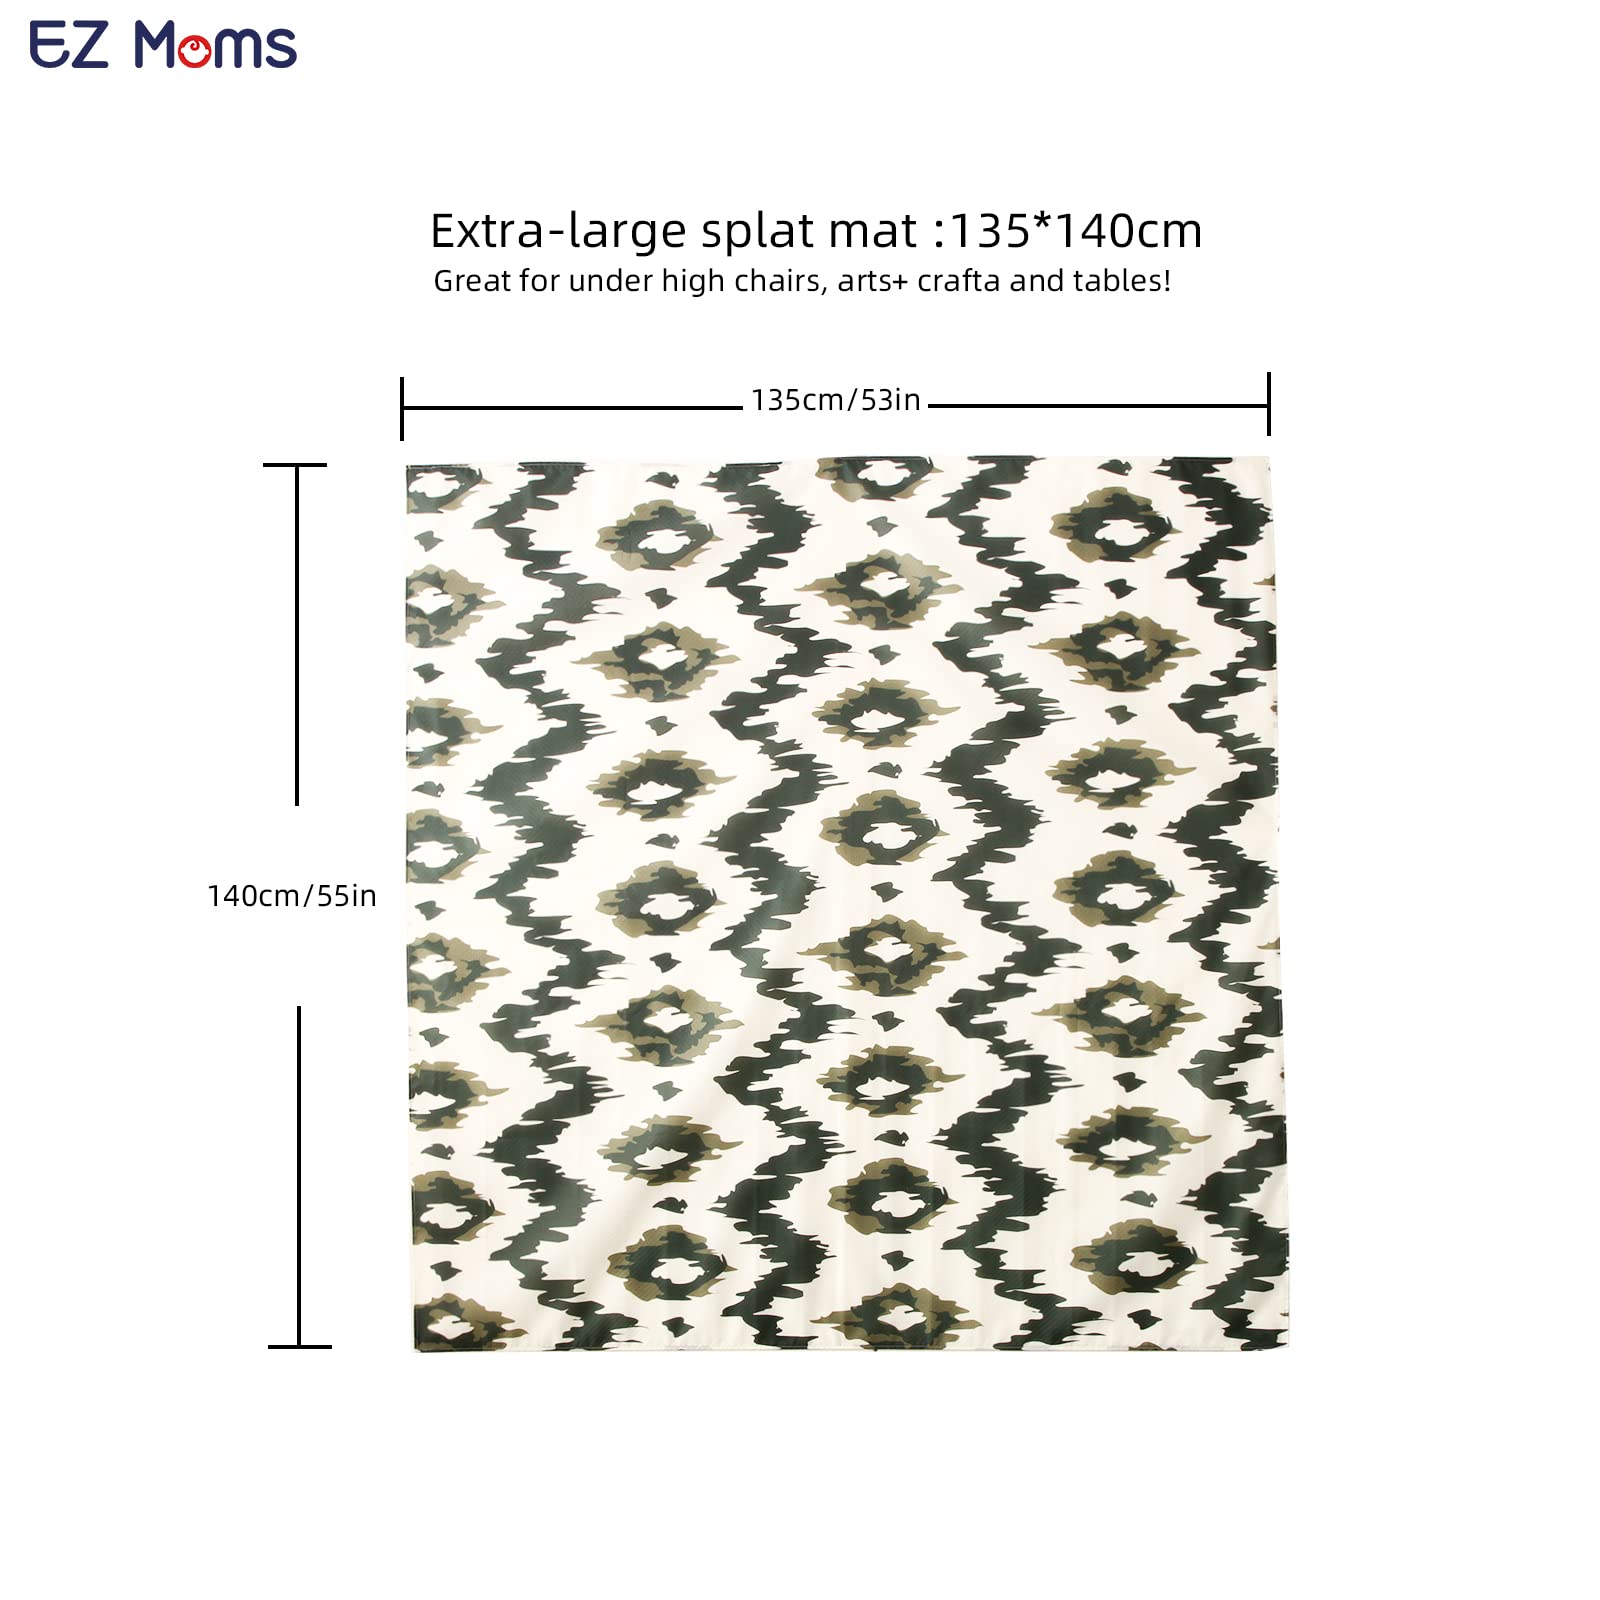 EZ Moms
Extra-large splat mat :135*140cm
Great for under high chairs, arts+ crafta and tables!
135cm/53in
140cm/55in